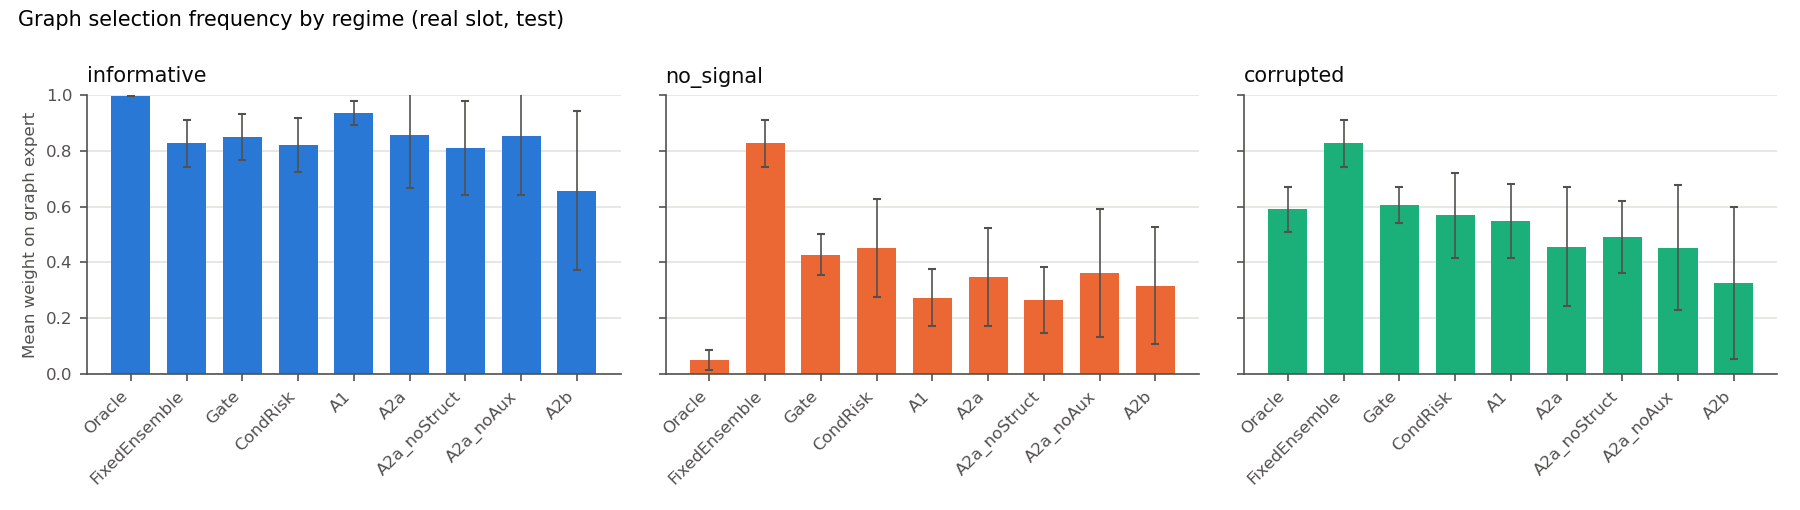 Graph selection frequency by regime (real slot, test)
informative
no_signal
corrupted
Mean weight on graph expert
1.0
0.8
0.6
0.4
0.2
0.0
Oracle
FixedEnsemble
Gate
CondRisk
A1
A2a
A2a_noStruct
A2a_noAux
A2b
Oracle
FixedEnsemble
Gate
CondRisk
A1
A2a
A2a_noStruct
A2a_noAux
A2b
Oracle
FixedEnsemble
Gate
CondRisk
A1
A2a
A2a_noStruct
A2a_noAux
A2b